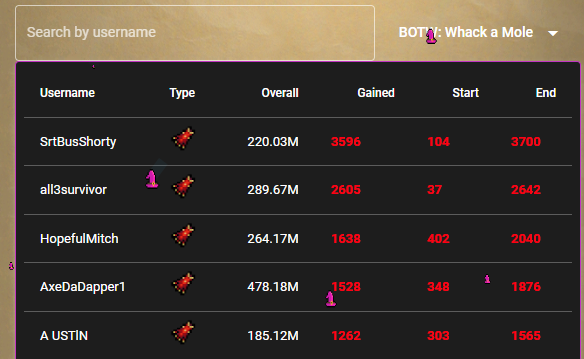 Search by username BOTW: Whack a Mole
Username Type Overall Gained Start End
SrtBusShorty 220.03M 3596 104 3700
all3survivor 289.67M 2605 37 2642
HopefulMitch 264.17M 1638 402 2040
AxeDaDapper1 478.18M 1528 348 1876
A USTlN 185.12M 1262 303 1565